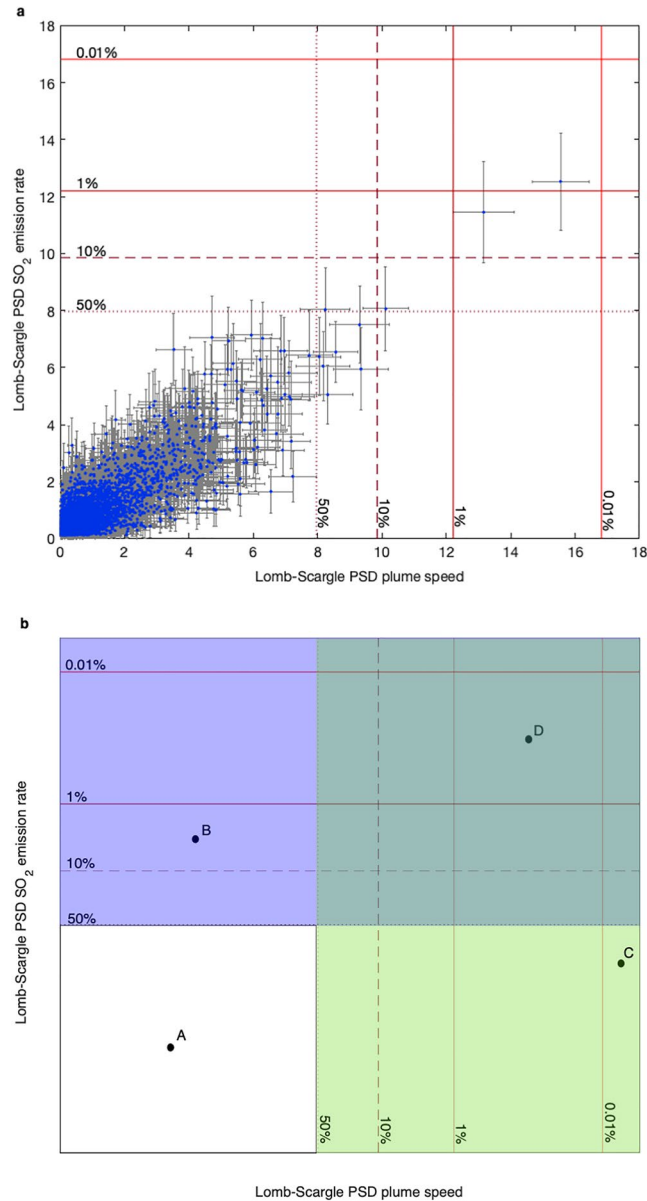 a
18
0.01%
16
14
1%
12
10%
10
50%
8
6
4
2
0
50%
10%
1%
0.01%
0 2 4 6 8 10 12 14 16 18
Lomb-Scargle PSD plume speed
Lomb-Scargle PSD SO2 emission rate
b
0.01%
D
1%
B
10%
50%
C
A
50%
10%
1%
0.01%
Lomb-Scargle PSD SO2 emission rate
Lomb-Scargle PSD plume speed